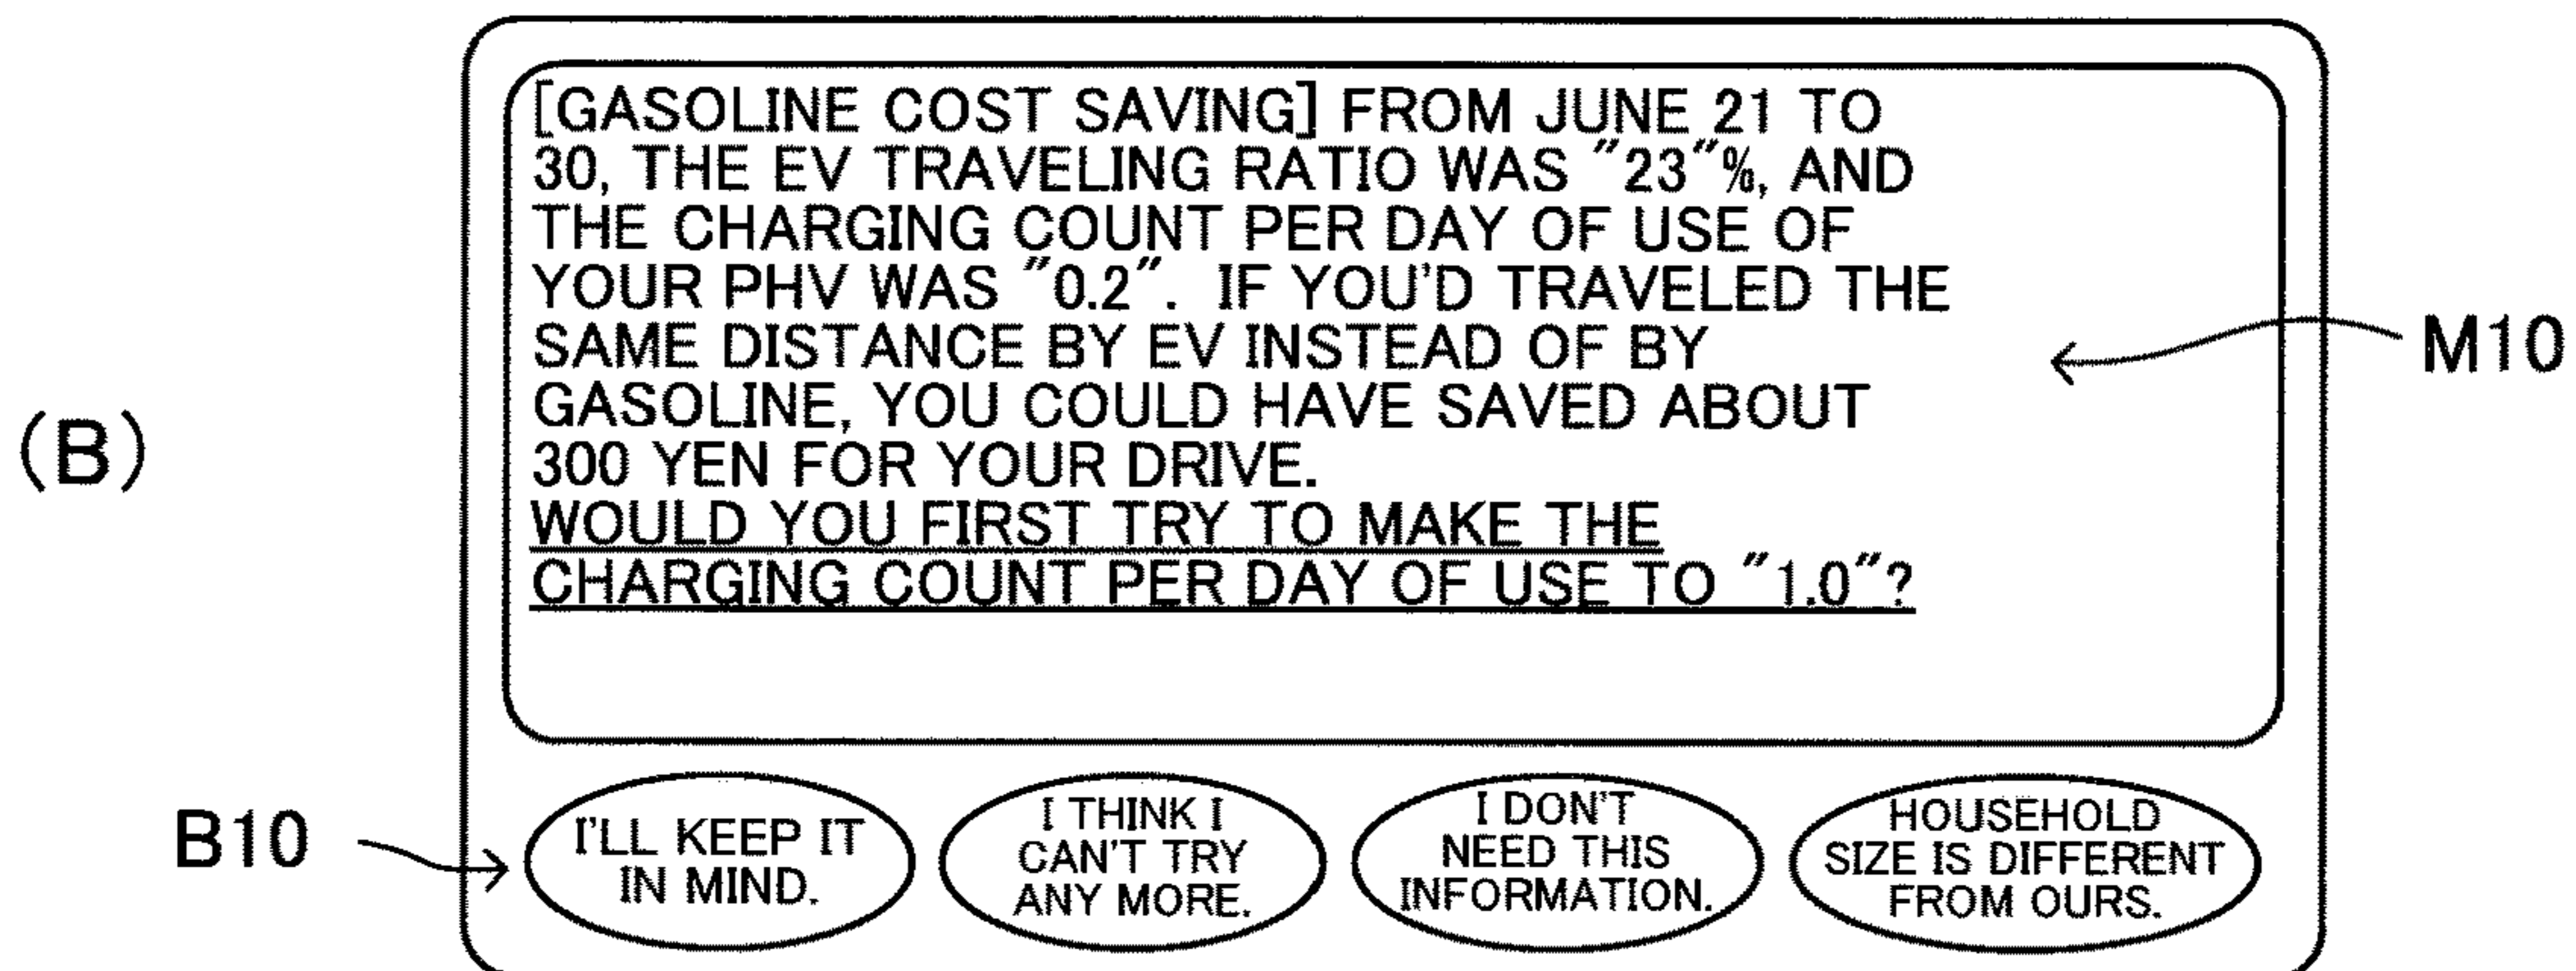 [GASOLINE COST SAVING] FROM JUNE 21 TO
30, THE EV TRAVELING RATIO WAS "23"%, AND
THE CHARGING COUNT PER DAY OF USE OF
YOUR PHV WAS "0.2". IF YOU'D TRAVELED THE
SAME DISTANCE BY EV INSTEAD OF BY
GASOLINE, YOU COULD HAVE SAVED ABOUT
300 YEN FOR YOUR DRIVE.
WOULD YOU FIRST TRY TO MAKE THE
CHARGING COUNT PER DAY OF USE TO "1.0"?
M10
(B)
B10
I'LL KEEP IT
IN MIND.
I THINK I
CAN'T TRY
ANY MORE.
I DON'T
NEED THIS
INFORMATION.
HOUSEHOLD
SIZE IS DIFFERENT
FROM OURS.